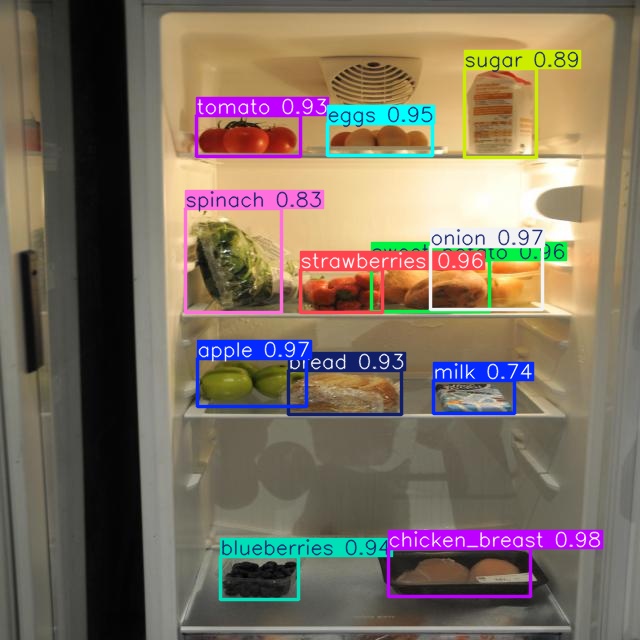 sugar 0.89
tomato 0.93
eggs 0.95
spinach 0.83
onion 0.97
sweet_potato 0.96
strawberries 0.96
apple 0.97
bread 0.93
milk 0.74
blueberries 0.94
chicken_breast 0.98